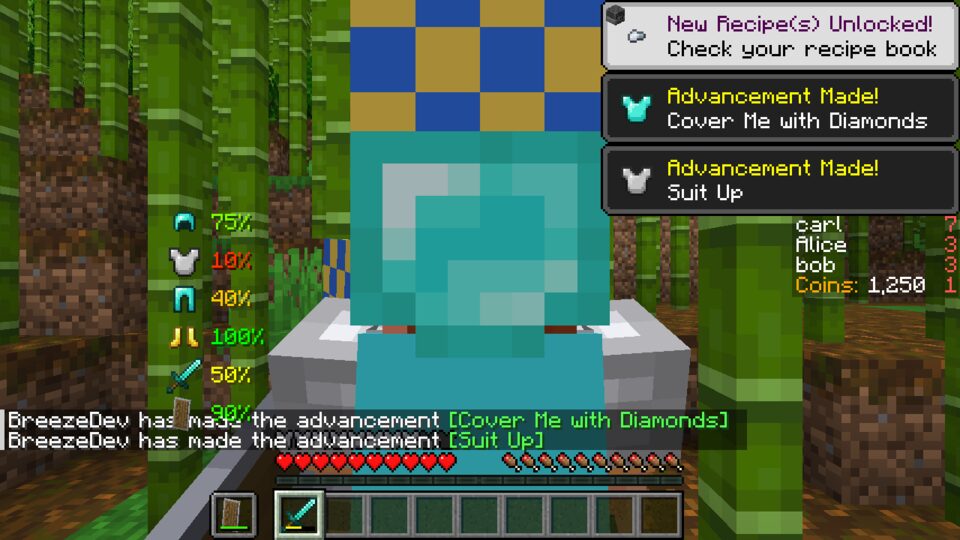 New Recipe(s) Unlocked!
Check your recipe book
Advancement Made!
Cover Me with Diamonds
Advancement Made!
Suit Up
carl 7
Alice 3
bob 3
Coins: 1,250 1
75%
10%
40%
100%
50%
90%
BreezeDev has made the advancement [Cover Me with Diamonds]
BreezeDev has made the advancement [Suit Up]